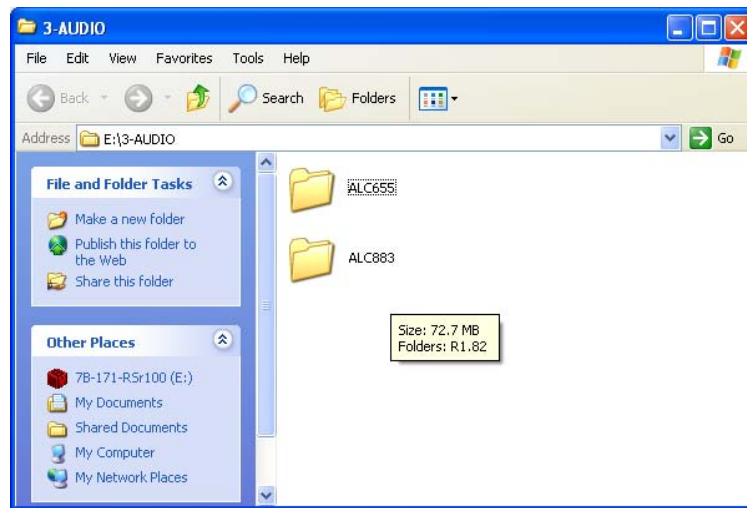 3-AUDIO
File Edit View Favorites Tools Help
Back Search Folders
Address E:\3-AUDIO Go
File and Folder Tasks
Make a new folder
Publish this folder to
the Web
Share this folder
Other Places
7B-171-RSr100 (E:)
My Documents
Shared Documents
My Computer
My Network Places
ALC655
ALC883
Size: 72.7 MB
Folders: R1.82